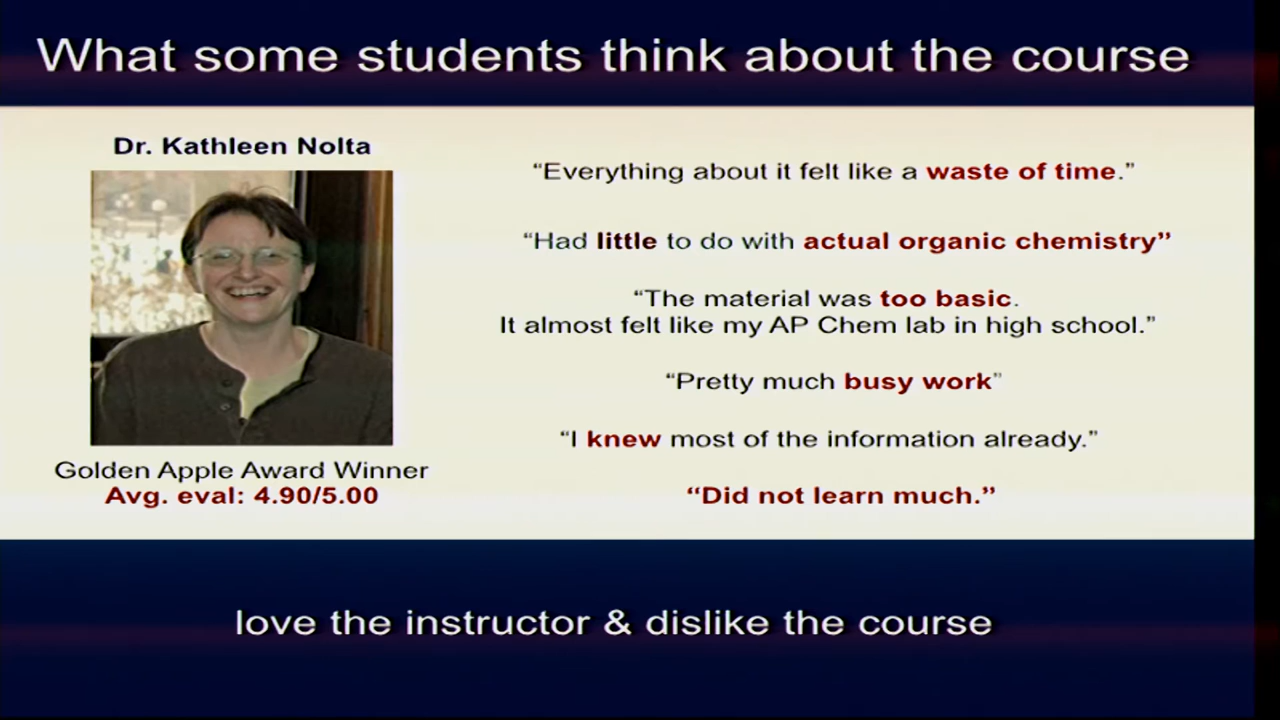 What some students think about the course
Dr. Kathleen Nolta
Golden Apple Award Winner
Avg. eval: 4.90/5.00
“Everything about it felt like a waste of time.”
“Had little to do with actual organic chemistry”
“The material was too basic.
It almost felt like my AP Chem lab in high school.”
“Pretty much busy work”
“I knew most of the information already.”
“Did not learn much.”
love the instructor & dislike the course